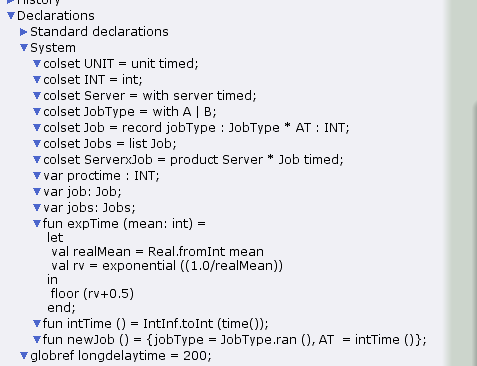 History
Declarations
Standard declarations
System
colset UNIT = unit timed;
colset INT = int;
colset Server = with server timed;
colset JobType = with A | B;
colset Job = record jobType : JobType * AT : INT;
colset Jobs = list Job;
colset ServerxJob = product Server * Job timed;
var proctime : INT;
var job: Job;
var jobs: Jobs;
fun expTime (mean: int) =
let
val realMean = Real.fromInt mean
val rv = exponential ((1.0/realMean))
in
floor (rv+0.5)
end;
fun intTime () = IntInf.toInt (time());
fun newJob () = {jobType = JobType.ran (), AT  = intTime ()};
globref longdelaytime = 200;